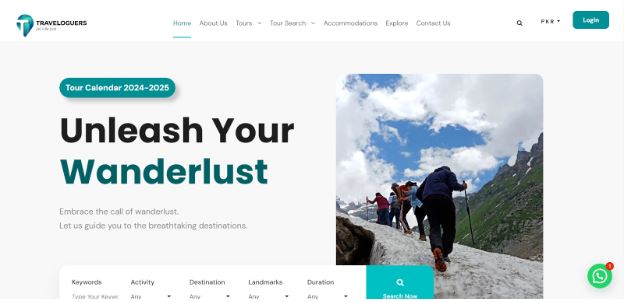 TRAVELOGUERS
Home About Us Tours Tour Search Accommodations Explore Contact Us
PKR
Login
Tour Calendar 2024-2025
Unleash Your
Wanderlust
Embrace the call of wanderlust.
Let us guide you to the breathtaking destinations.
Keywords Activity Destination Landmarks Duration
Type Your Keywo Any Any Any Any
Search Now
1